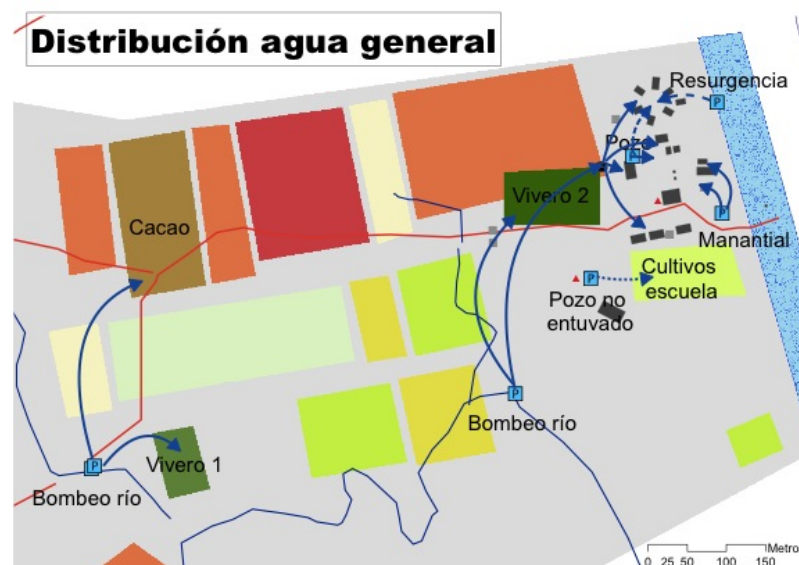 Distribución agua general
Resurgencia
P
Pozo
P
Vivero 2
Cacao
P
Manantial
Cultivos
escuela
P
Pozo no
entuvado
P
Bombeo río
Vivero 1
P
Bombeo río
Metro
0 25 50 100 150